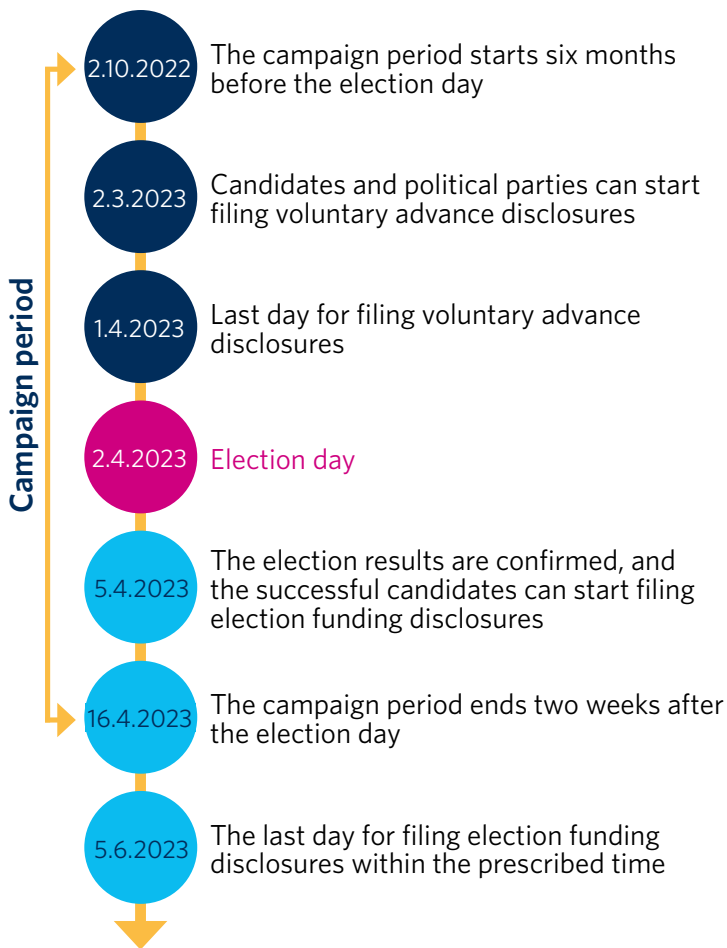 Campaign period
2.10.2022
The campaign period starts six months
before the election day
2.3.2023
Candidates and political parties can start
filing voluntary advance disclosures
1.4.2023
Last day for filing voluntary advance
disclosures
2.4.2023
Election day
5.4.2023
The election results are confirmed, and
the successful candidates can start filing
election funding disclosures
16.4.2023
The campaign period ends two weeks after
the election day
5.6.2023
The last day for filing election funding
disclosures within the prescribed time